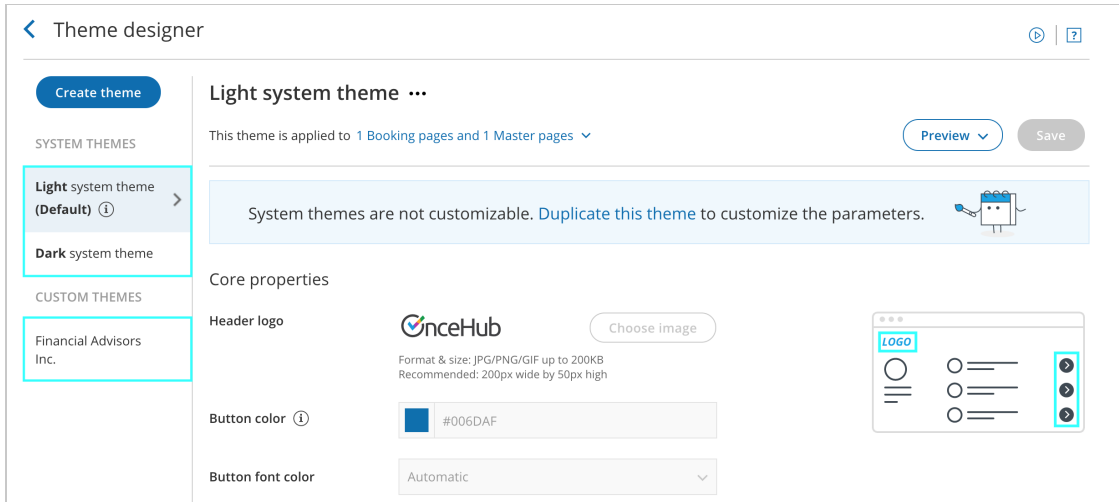 Theme designer
?
Create theme
SYSTEM THEMES
Light system theme
(Default) i
Dark system theme
CUSTOM THEMES
Financial Advisors
Inc.
Light system theme •••
This theme is applied to 1 Booking pages and 1 Master pages
Preview
Save
System themes are not customizable. Duplicate this theme to customize the parameters.
Core properties
Header logo
OnceHub
Choose image
Format & size: JPG/PNG/GIF up to 200KB
Recommended: 200px wide by 50px high
LOGO
Button color i
#006DAF
Button font color
Automatic